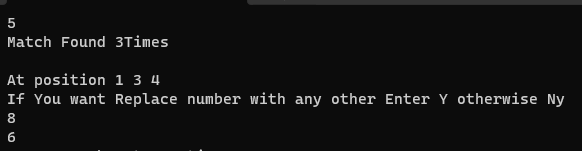 5
Match Found 3Times
At position 1 3 4
If You want Replace number with any other Enter Y otherwise Ny
8
6